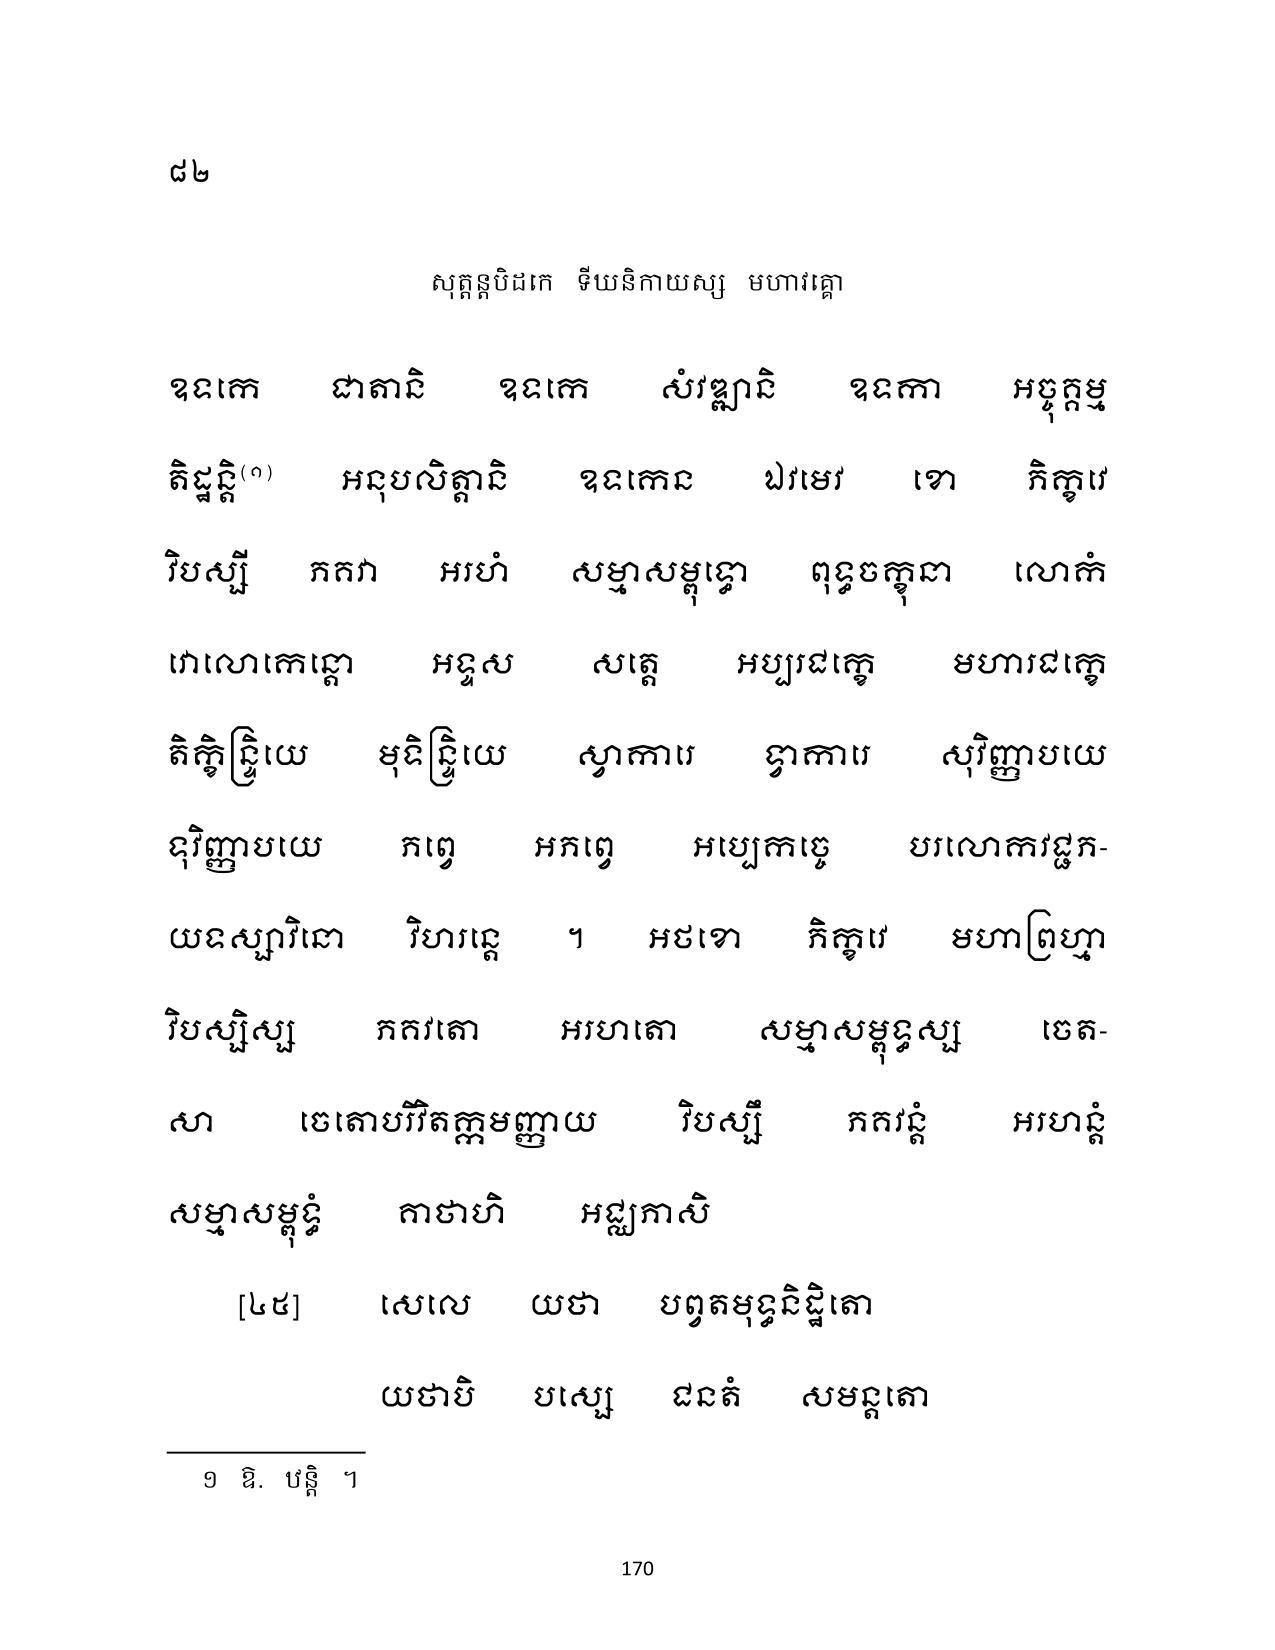 ៨២
សុត្តន្តបិដកេ ទីឃនិកាយស្ស មហាវគ្គោ
ឧទកេ ជាតានិ ឧទកេ សំវឌ្ឍានិ ឧទកា អច្ចុគ្គម្ម
តិដ្ឋន្តិ(១) អនុបលិត្តានិ ឧទកេន ឯវមេវ ខោ ភិក្ខវេ
វិបស្សី ភគវា អរហំ សម្មាសម្ពុទ្ធោ ពុទ្ធចក្ខុនា លោកំ
វោលោកេន្តោ អទ្ទស សត្តេ អប្បរជក្ខេ មហារជក្ខេ
តិក្ខិន្ទ្រិយេ មុទិន្ទ្រិយេ ស្វាការេ ទ្វាការេ សុវិញ្ញាបយេ
ទុវិញ្ញាបយេ ភព្វេ អភព្វេ អប្បេកច្ចេ បរលោកវជ្ជភ-
យទស្សាវិនោ វិហរន្តេ ។ អថខោ ភិក្ខវេ មហាព្រហ្មា
វិបស្សិស្ស ភគវតោ អរហតោ សម្មាសម្ពុទ្ធស្ស ចេត-
សា ចេតោបរិវិតក្កមញ្ញាយ វិបស្សឹ ភគវន្តំ អរហន្តំ
សម្មាសម្ពុទ្ធំ គាថាហិ អជ្ឈភាសិ
[៤៥] សេលេ យថា បព្វតមុទ្ធនិដ្ឋិតោ
យថាបិ បស្សេ ជនតំ សមន្តតោ
១ ឱ. ឋន្តិ ។
170